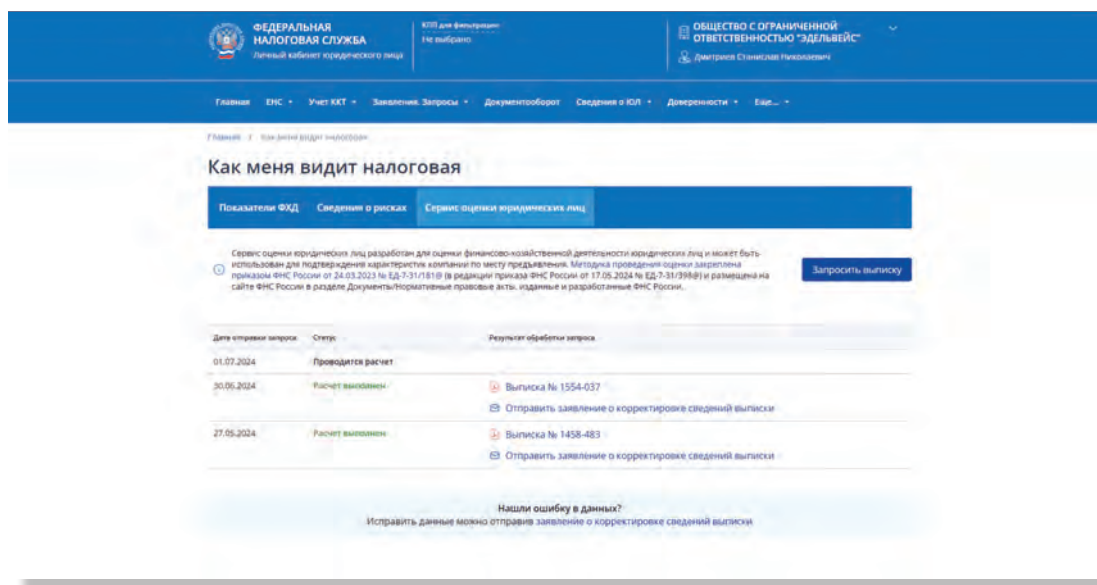 ФЕДЕРАЛЬНАЯ
НАЛОГОВАЯ СЛУЖБА
Личный кабинет юридического лица
КПП для фильтрации
Не выбрано
ОБЩЕСТВО С ОГРАНИЧЕННОЙ
ОТВЕТСТВЕННОСТЬЮ "ЭДЕЛЬВЕЙС"
Дмитриев Станислав Николаевич
Главная ЕНС Учет ККТ Заявления. Запросы Документооборот Сведения о ЮЛ Доверенности Еще...
Главная / Как меня видит налоговая
Как меня видит налоговая
Показатели ФХД Сведения о рисках Сервис оценки юридических лиц
Сервис оценки юридических лиц разработан для оценки финансово-хозяйственной деятельности юридических лиц и может быть
использован для подтверждения характеристик компании по месту предъявления. Методика проведения оценки закреплена
приказом ФНС России от 24.03.2023 № ЕД-7-31/181@ (в редакции приказа ФНС России от 17.05.2024 № ЕД-7-31/398@) и размещена на
сайте ФНС России в разделе Документы/Нормативные правовые акты, изданные и разработанные ФНС России.
Запросить выписку
Дата отправки запроса Статус Результат обработки запроса
01.07.2024 Проводится расчет
30.06.2024 Расчет выполнен Выписка № 1554-037
Отправить заявление о корректировке сведений выписки
27.05.2024 Расчет выполнен Выписка № 1458-483
Отправить заявление о корректировке сведений выписки
Нашли ошибку в данных?
Исправить данные можно отправив заявление о корректировке сведений выписки